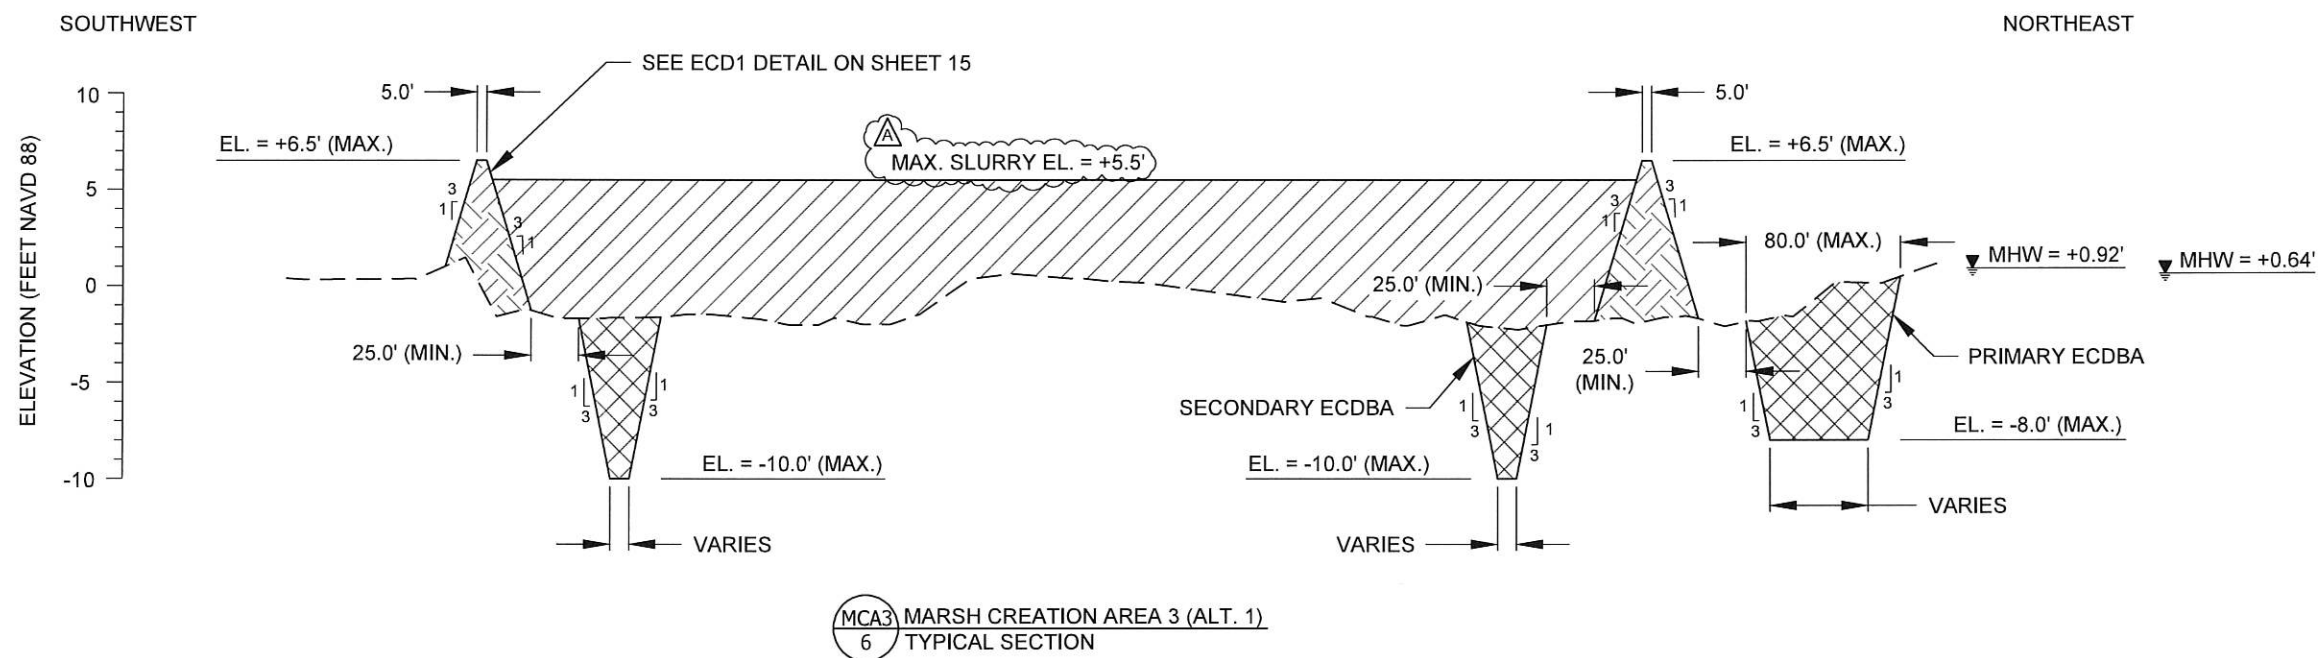 SOUTHWEST
NORTHEAST
SEE ECD1 DETAIL ON SHEET 15
5.0'
5.0'
10
5
0
-5
-10
ELEVATION (FEET NAVD 88)
EL. = +6.5' (MAX.)
A
MAX. SLURRY EL. = +5.5'
EL. = +6.5' (MAX.)
3
1
3
1
3
1
3
1
80.0' (MAX.)
MHW = +0.92'
MHW = +0.64'
25.0' (MIN.)
25.0' (MIN.)
25.0'
(MIN.)
PRIMARY ECDBA
SECONDARY ECDBA
1
3
1
3
1
3
1
3
1
3
1
3
EL. = -8.0' (MAX.)
EL. = -10.0' (MAX.)
EL. = -10.0' (MAX.)
VARIES
VARIES
VARIES
MCA3
6
MARSH CREATION AREA 3 (ALT. 1)
TYPICAL SECTION